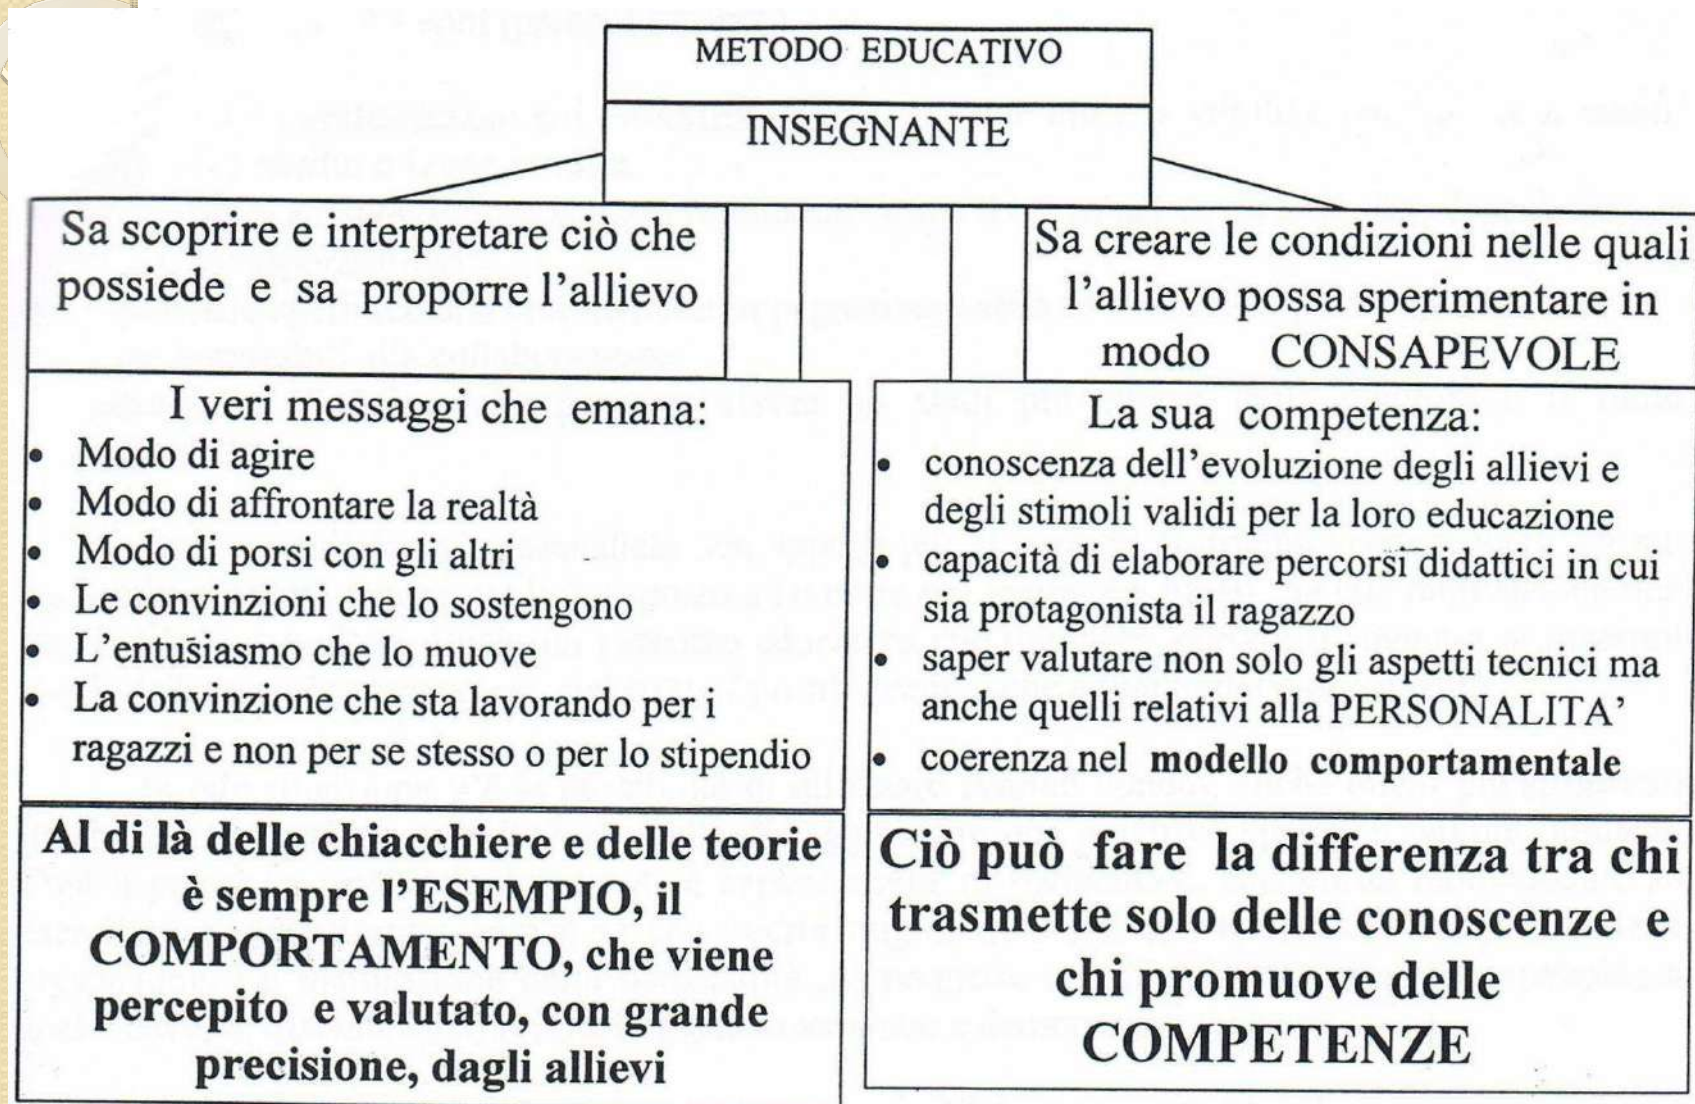 METODO EDUCATIVO
INSEGNANTE
Sa scoprire e interpretare ciò che
possiede e sa proporre l'allievo
Sa creare le condizioni nelle quali
l'allievo possa sperimentare in
modo CONSAPEVOLE
I veri messaggi che emana:
• Modo di agire
• Modo di affrontare la realtà
• Modo di porsi con gli altri
• Le convinzioni che lo sostengono
• L'entusiasmo che lo muove
• La convinzione che sta lavorando per i
ragazzi e non per se stesso o per lo stipendio
La sua competenza:
• conoscenza dell'evoluzione degli allievi e
degli stimoli validi per la loro educazione
• capacità di elaborare percorsi didattici in cui
sia protagonista il ragazzo
• saper valutare non solo gli aspetti tecnici ma
anche quelli relativi alla PERSONALITA'
• coerenza nel modello comportamentale
Al di là delle chiacchiere e delle teorie
è sempre l'ESEMPIO, il
COMPORTAMENTO, che viene
percepito e valutato, con grande
precisione, dagli allievi
Ciò può fare la differenza tra chi
trasmette solo delle conoscenze e
chi promuove delle
COMPETENZE